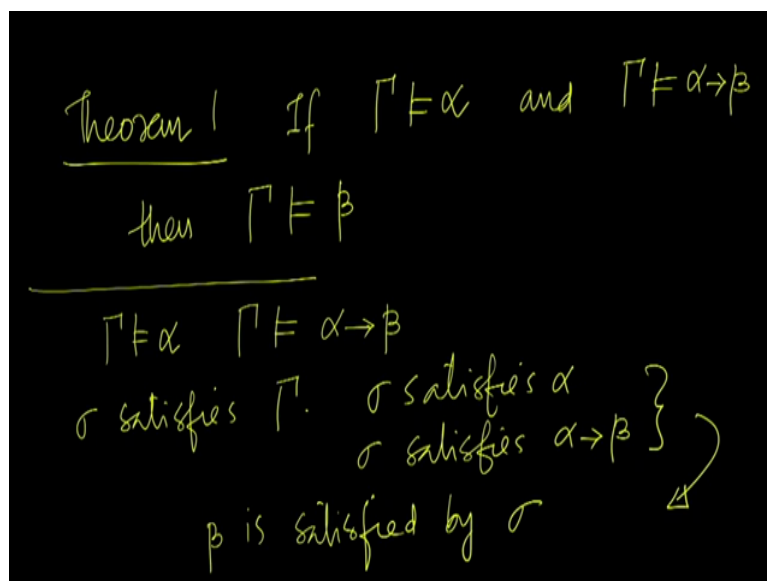 Theorem 1 If Γ ⊨ α and Γ ⊨ α → β
then Γ ⊨ β
Γ ⊨ α Γ ⊨ α → β
σ satisfies Γ. σ satisfies α
σ satisfies α → β }
β is satisfied by σ